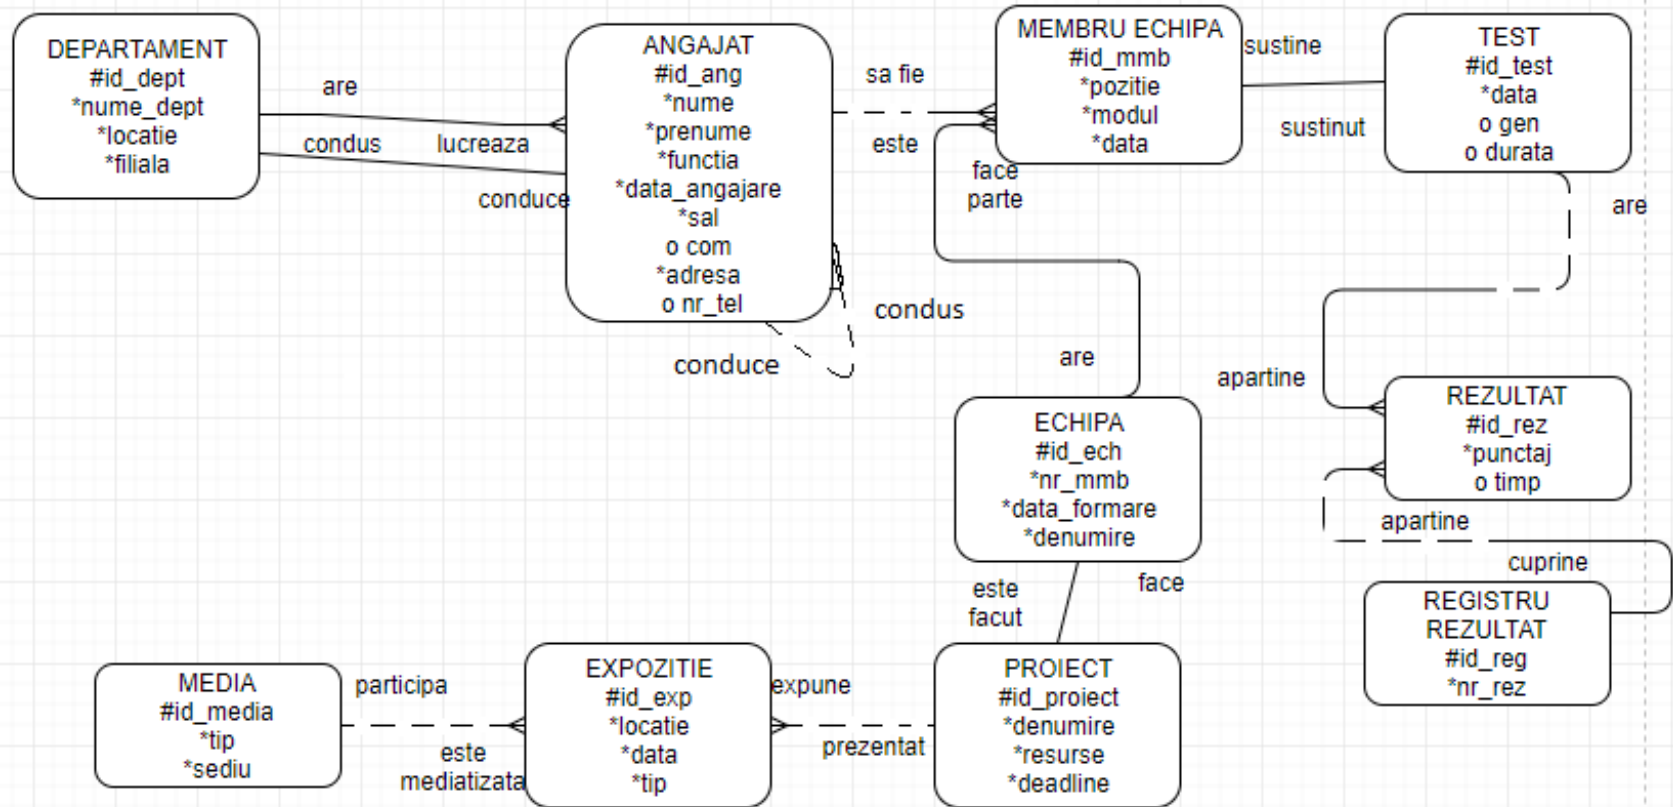 DEPARTAMENT
#id_dept
*nume_dept
*locatie
*filiala
are
condus
lucreaza
conduce
ANGAJAT
#id_ang
*nume
*prenume
*functia
*data_angajare
*sal
o com
*adresa
o nr_tel
sa fie
este
condus
conduce
MEMBRU ECHIPA
#id_mmb
*pozitie
*modul
*data
face
parte
sustine
sustinut
TEST
#id_test
*data
o gen
o durata
are
apartine
are
ECHIPA
#id_ech
*nr_mmb
*data_formare
*denumire
REZULTAT
#id_rez
*punctaj
o timp
apartine
cuprine
REGISTRU
REZULTAT
#id_reg
*nr_rez
este
facut
face
MEDIA
#id_media
*tip
*sediu
participa
este
mediatizata
EXPOZITIE
#id_exp
*locatie
*data
*tip
expune
prezentat
PROIECT
#id_proiect
*denumire
*resurse
*deadline